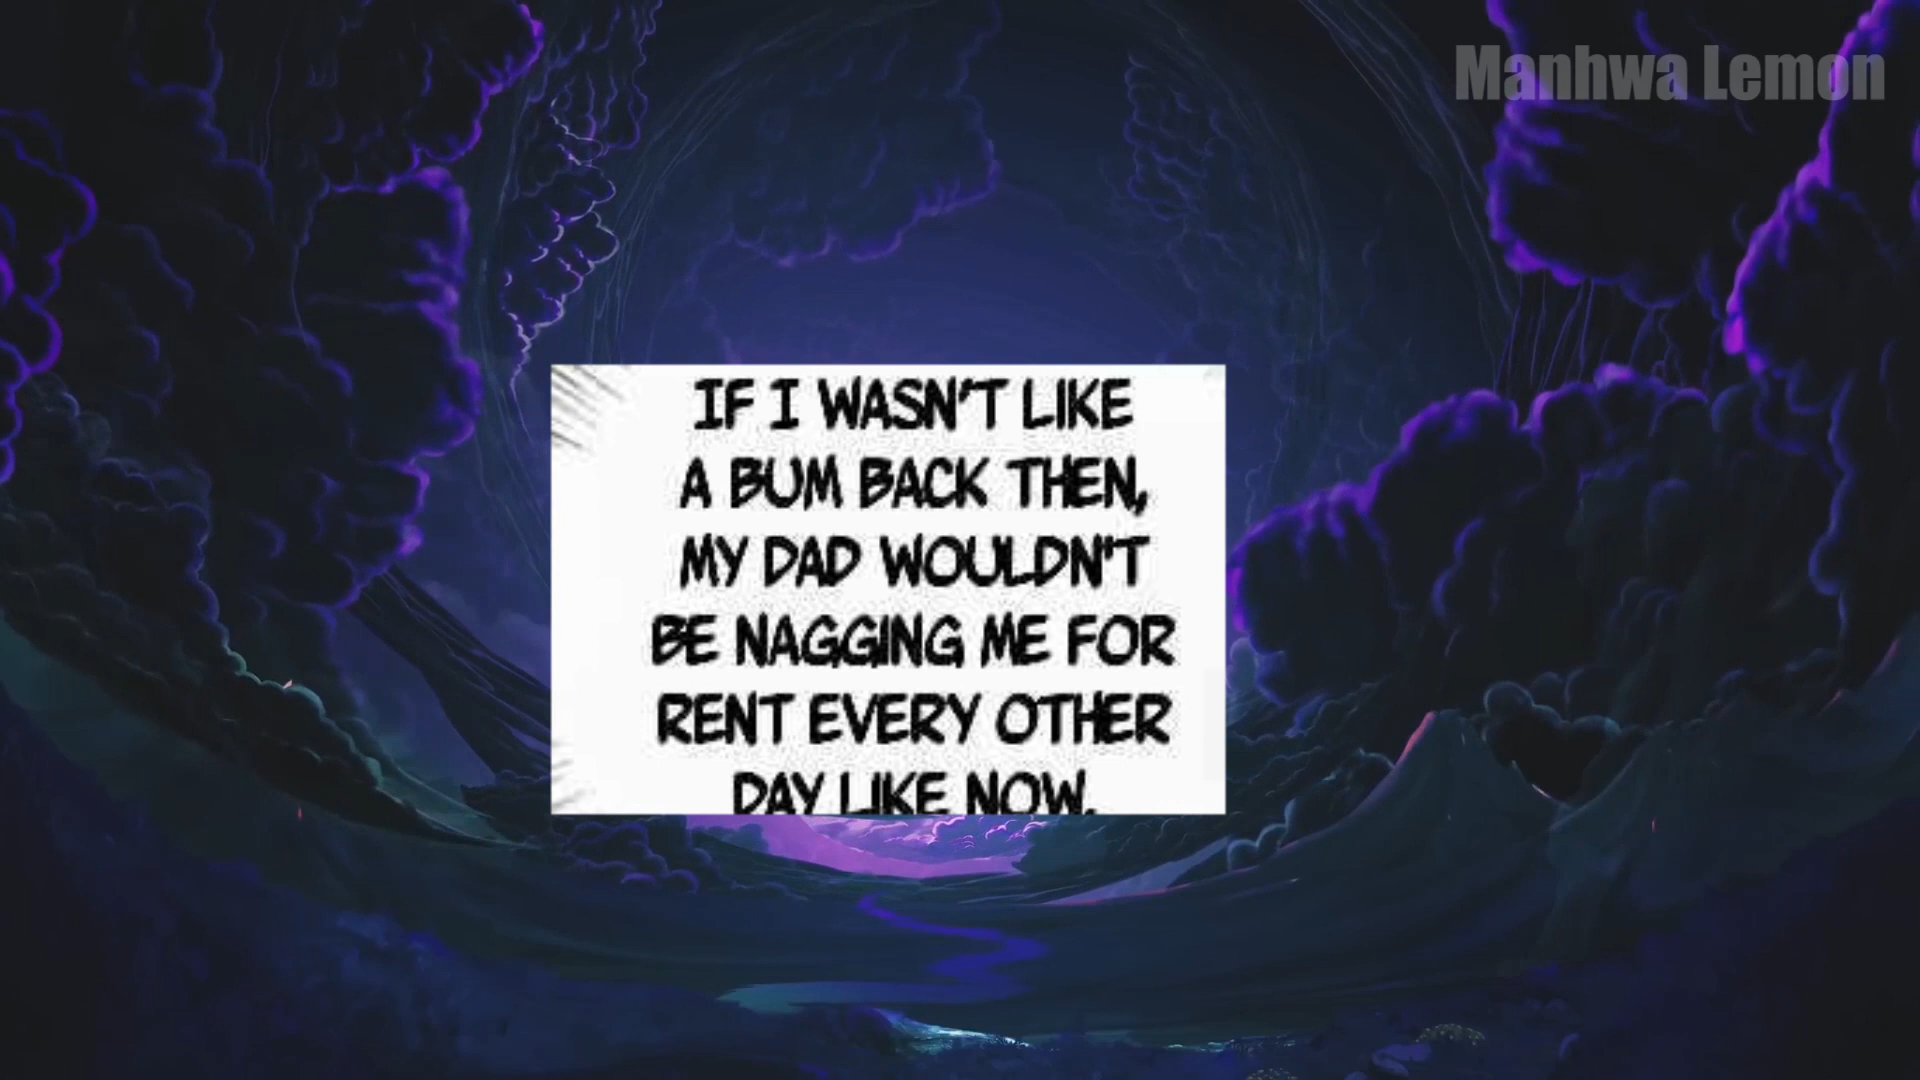 Manhwa Lemon
IF I WASN'T LIKE
A BUM BACK THEN,
MY DAD WOULDN'T
BE NAGGING ME FOR
RENT EVERY OTHER
DAY LIKE NOW.